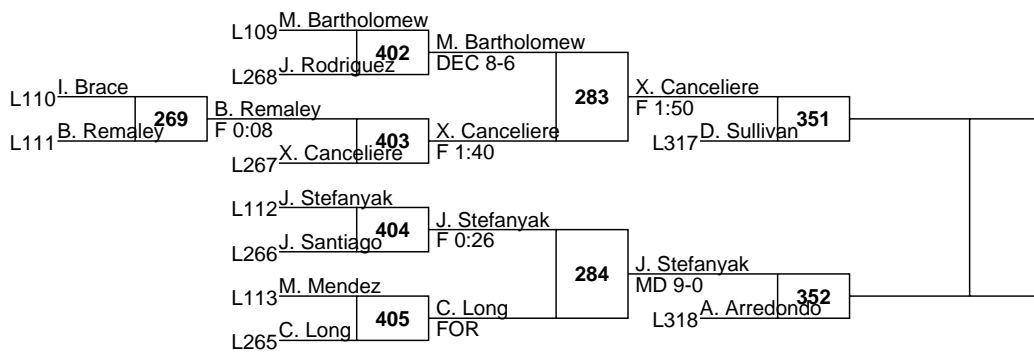 M. Bartholomew
L109
402
M. Bartholomew
DEC 8-6
J. Rodriguez
L268
I. Brace
L110
269
B. Remaley
F 0:08
B. Remaley
L111
283
X. Canceliere
F 1:50
351
D. Sullivan
L317
403
X. Canceliere
F 1:40
X. Canceliere
L267
J. Stefanyak
L112
404
J. Stefanyak
F 0:26
J. Santiago
L266
284
J. Stefanyak
MD 9-0
352
A. Arredondo
L318
M. Mendez
L113
405
C. Long
FOR
C. Long
L265